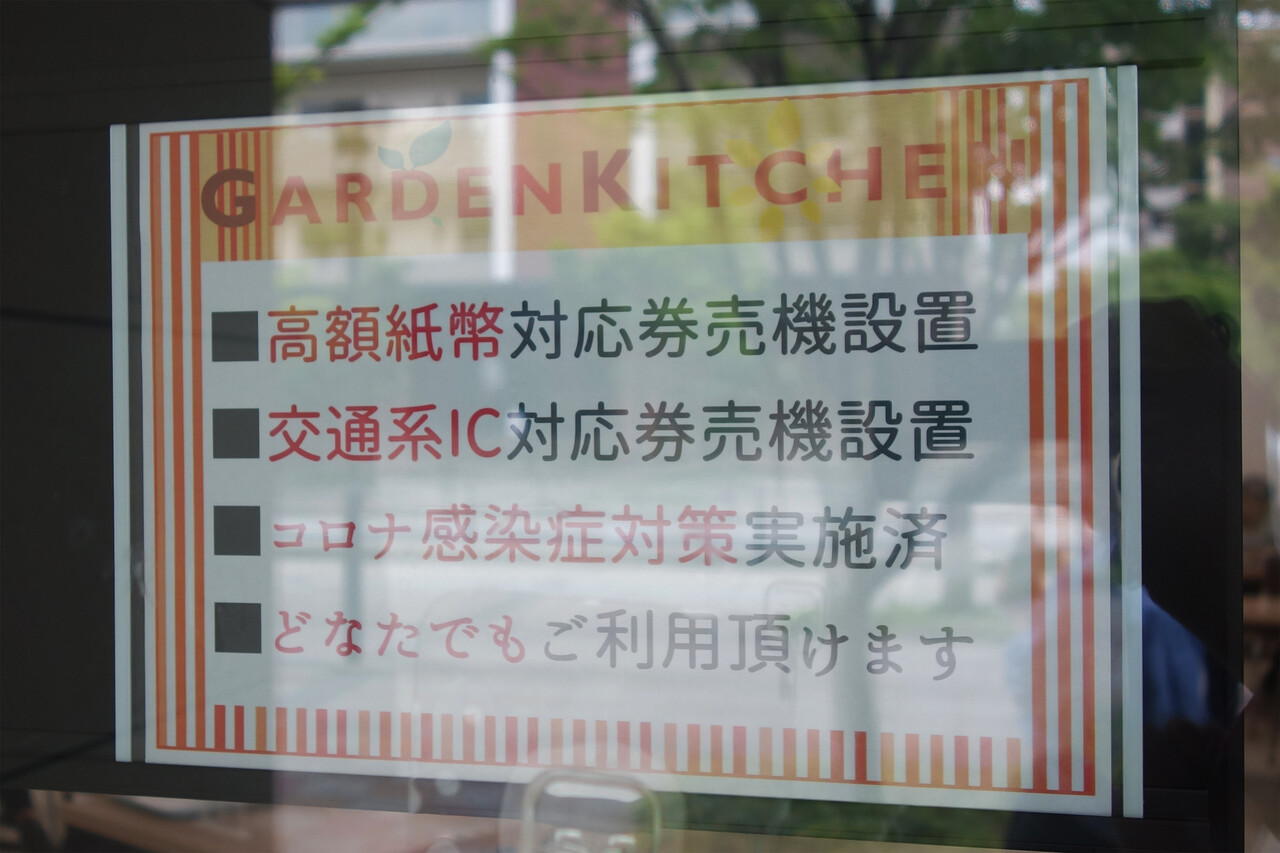 GARDENKITCHE
■高額紙幣対応券売機設置
■交通系IC対応券売機設置
■コロナ感染症対策実施済
■どなたでもご利用頂けます